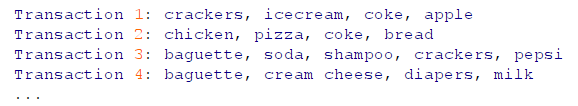 Transaction 1: crackers, icecream, coke, apple
Transaction 2: chicken, pizza, coke, bread
Transaction 3: baguette, soda, shampoo, crackers, pepsi
Transaction 4: baguette, cream cheese, diapers, milk
...